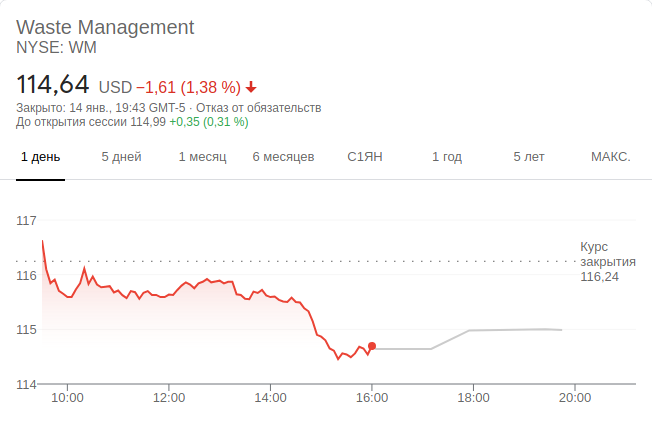 Waste Management
NYSE: WM
114,64 USD −1,61 (1,38 %)
Закрыто: 14 янв., 19:43 GMT-5 · Отказ от обязательств
До открытия сессии 114,99 +0,35 (0,31 %)
1 день 5 дней 1 месяц 6 месяцев С1ЯН 1 год 5 лет МАКС.
117
Курс
закрытия
116,24
116
115
114
10:00 12:00 14:00 16:00 18:00 20:00